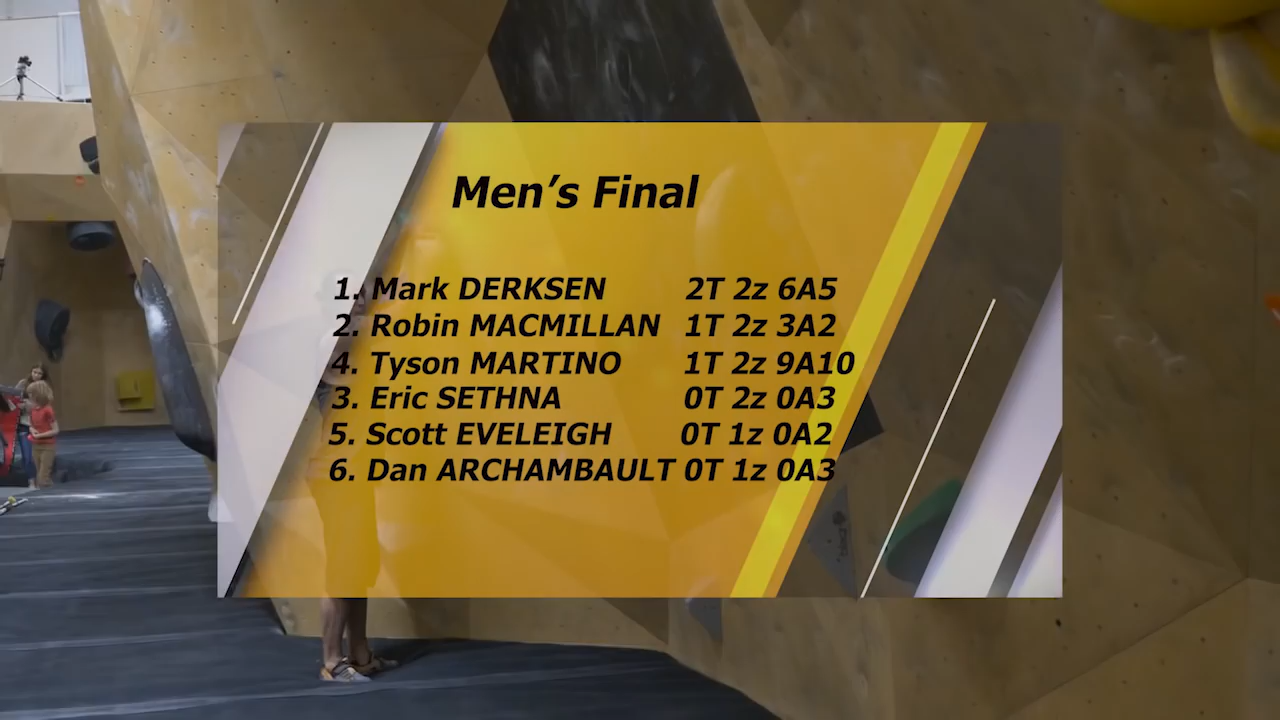 Men’s Final
1. Mark DERKSEN 2T 2z 6A5
2. Robin MACMILLAN 1T 2z 3A2
4. Tyson MARTINO 1T 2z 9A10
3. Eric SETHNA 0T 2z 0A3
5. Scott EVELEIGH 0T 1z 0A2
6. Dan ARCHAMBAULT 0T 1z 0A3